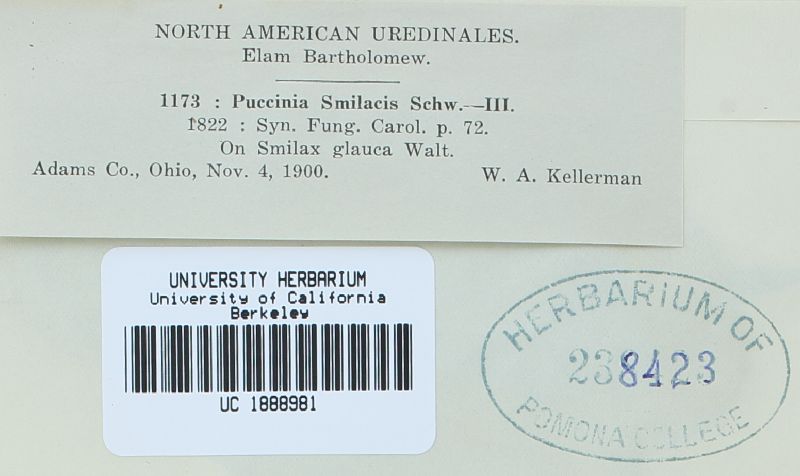 NORTH AMERICAN UREDINALES.
Elam Bartholomew.
1173 : Puccinia Smilacis Schw.—III.
1822 : Syn. Fung. Carol. p. 72.
On Smilax glauca Walt.
Adams Co., Ohio, Nov. 4, 1900. W. A. Kellerman
UNIVERSITY HERBARIUM
University of California
Berkeley
UC 1888981
HERBARIUM OF
238423
POMONA COLLEGE